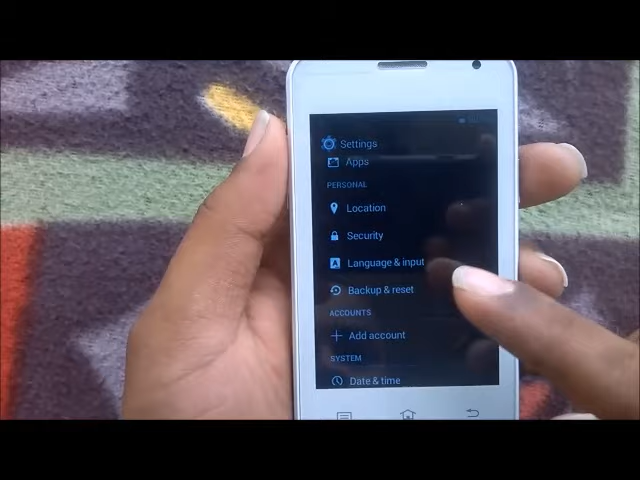 Settings
Apps
PERSONAL
Location
Security
Language & input
Backup & reset
ACCOUNTS
Add account
SYSTEM
Date & time